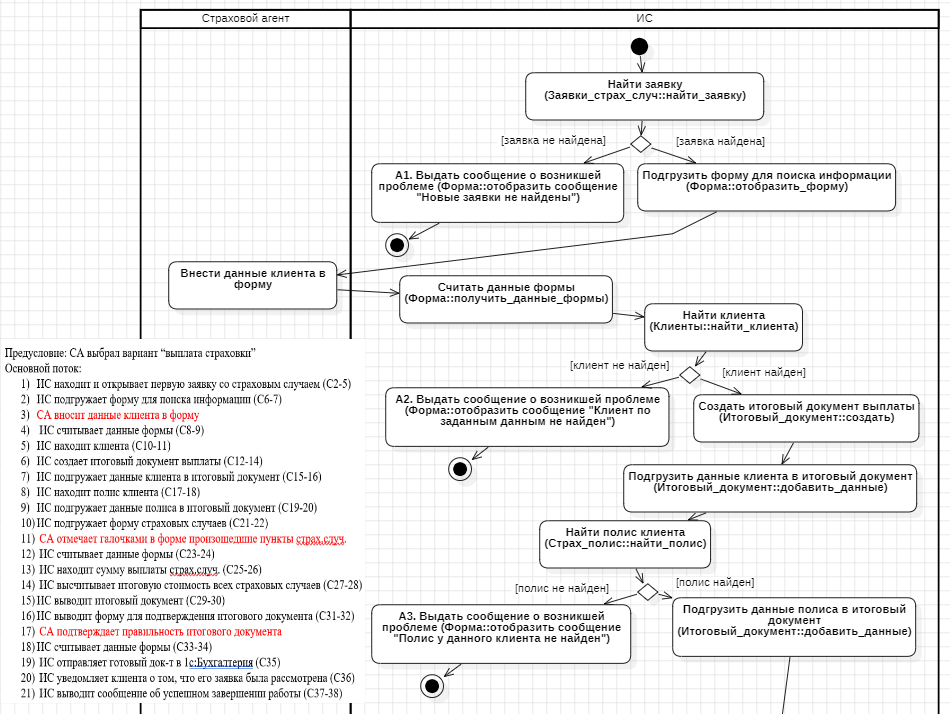 Страховой агент
ИС
Найти заявку
(Заявки_страх_случ::найти_заявку)
[заявка не найдена]
[заявка найдена]
А1. Выдать сообщение о возникшей
проблеме (Форма::отобразить сообщение
"Новые заявки не найдены")
Подгрузить форму для поиска информации
(Форма::отобразить_форму)
Внести данные клиента в
форму
Считать данные формы
(Форма::получить_данные_формы)
Найти клиента
(Клиенты::найти_клиента)
[клиент не найден]
[клиент найден]
А2. Выдать сообщение о возникшей проблеме
(Форма::отобразить сообщение "Клиент по
заданным данным не найден")
Создать итоговый документ выплаты
(Итоговый_документ::создать)
Подгрузить данные клиента в итоговый документ
(Итоговый_документ::добавить_данные)
Найти полис клиента
(Страх_полис::найти_полис)
[полис не найден]
[полис найден]
А3. Выдать сообщение о возникшей
проблеме (Форма::отобразить сообщение
"Полис у данного клиента не найден")
Подгрузить данные полиса в итоговый
документ
(Итоговый_документ::добавить_данные)
Предусловие: СА выбрал вариант “выплата страховки”
Основной поток:
1) ИС находит и открывает первую заявку со страховым случаем (С2-5)
2) ИС подгружает форму для поиска информации (С6-7)
3) СА вносит данные клиента в форму
4) ИС считывает данные формы (С8-9)
5) ИС находит клиента (С10-11)
6) ИС создает итоговый документ выплаты (С12-14)
7) ИС подгружает данные клиента в итоговый документ (С15-16)
8) ИС находит полис клиента (С17-18)
9) ИС подгружает данные полиса в итоговый документ (С19-20)
10) ИС подгружает форму страховых случаев (С21-22)
11) СА отмечает галочками в форме произошедшие пункты страх.случ.
12) ИС считывает данные формы (С23-24)
13) ИС находит сумму выплаты страх.случ. (С25-26)
14) ИС высчитывает итоговую стоимость всех страховых случаев (С27-28)
15) ИС выводит итоговый документ (С29-30)
16) ИС выводит форму для подтверждения итогового документа (С31-32)
17) СА подтверждает правильность итогового документа
18) ИС считывает данные формы (С33-34)
19) ИС отправляет готовый док-т в 1с:Бухгалтерия (С35)
20) ИС уведомляет клиента о том, что его заявка была рассмотрена (С36)
21) ИС выводит сообщение об успешном завершении работы (С37-38)